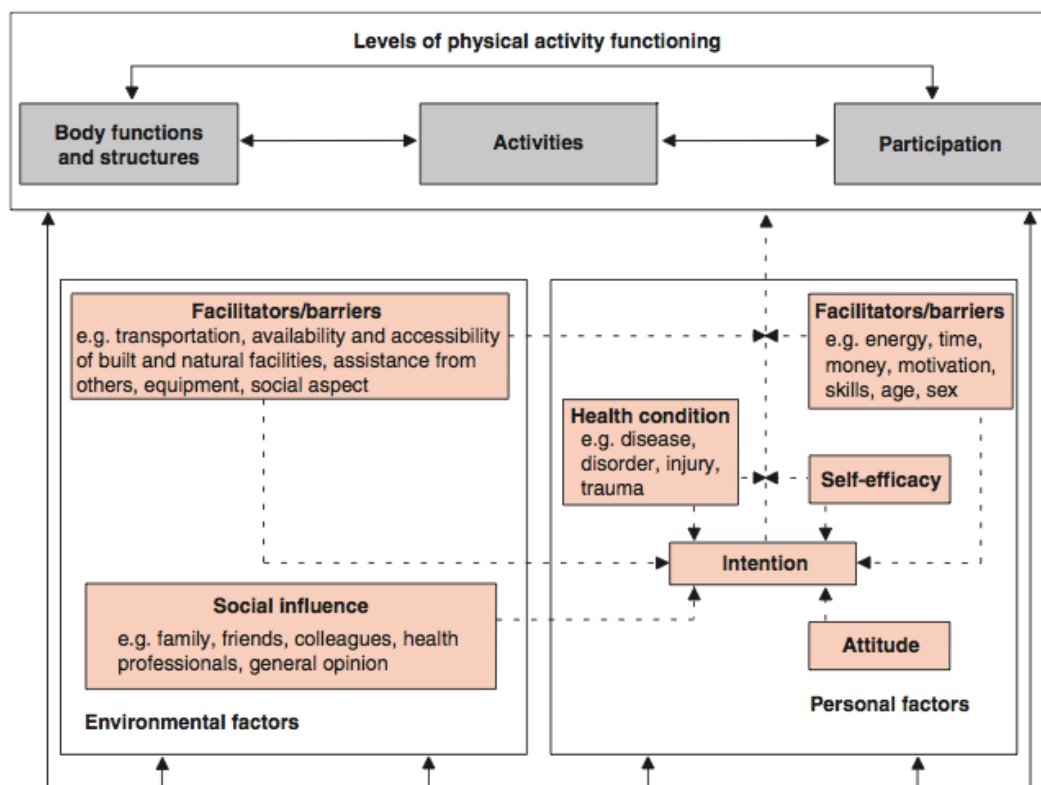 Levels of physical activity functioning
Body functions
and structures
Activities
Participation
Facilitators/barriers
e.g. transportation, availability and accessibility
of built and natural facilities, assistance from
others, equipment, social aspect
Facilitators/barriers
e.g. energy, time,
money, motivation,
skills, age, sex
Health condition
e.g. disease,
disorder, injury,
trauma
Self-efficacy
Intention
Social influence
e.g. family, friends, colleagues, health
professionals, general opinion
Attitude
Environmental factors
Personal factors